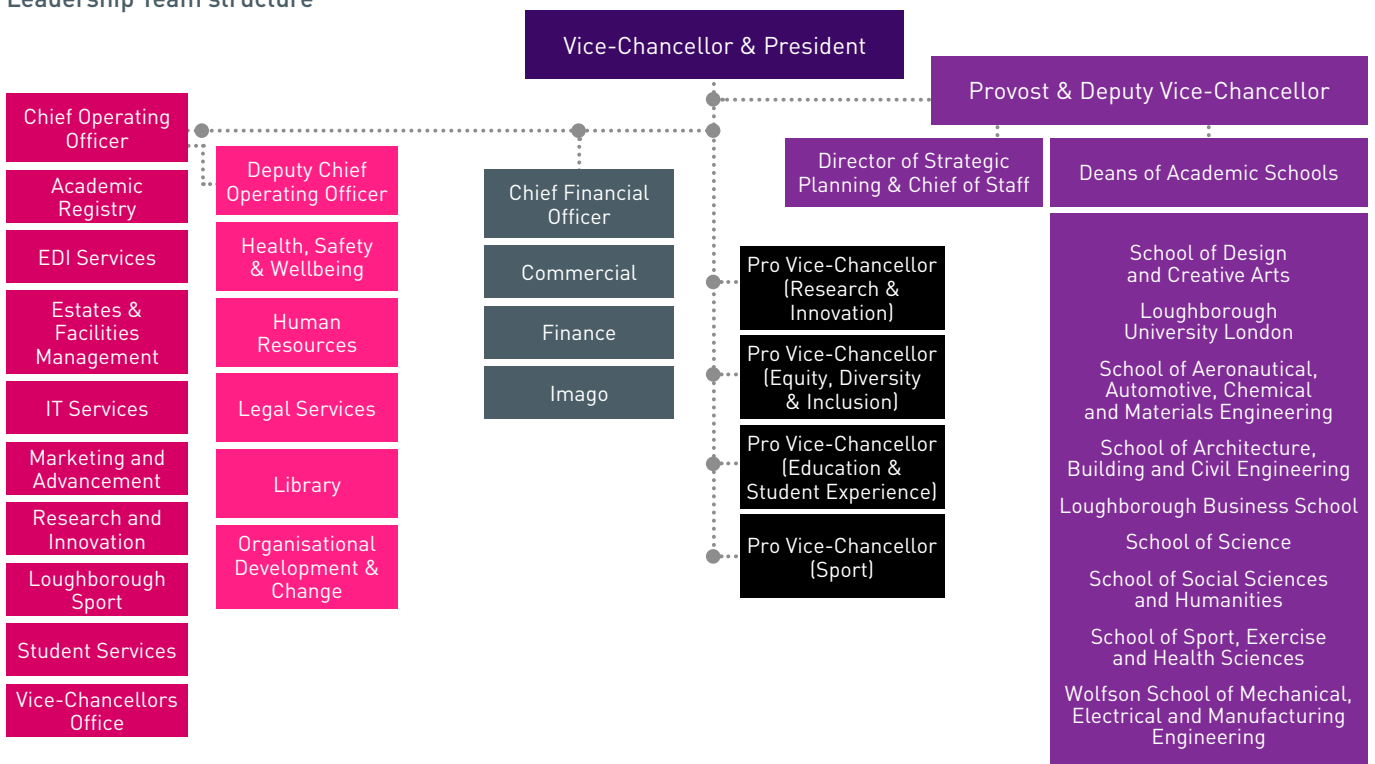 Leadership Team structure
Vice-Chancellor & President
Provost & Deputy Vice-Chancellor
Director of Strategic
Planning & Chief of Staff
Deans of Academic Schools
School of Design
and Creative Arts
Loughborough
University London
School of Aeronautical,
Automotive, Chemical
and Materials Engineering
School of Architecture,
Building and Civil Engineering
Loughborough Business School
School of Science
School of Social Sciences
and Humanities
School of Sport, Exercise
and Health Sciences
Wolfson School of Mechanical,
Electrical and Manufacturing
Engineering
Chief Operating
Officer
Academic
Registry
EDI Services
Estates &
Facilities
Management
IT Services
Marketing and
Advancement
Research and
Innovation
Loughborough
Sport
Student Services
Vice-Chancellors
Office
Deputy Chief
Operating Officer
Health, Safety
& Wellbeing
Human
Resources
Legal Services
Library
Organisational
Development &
Change
Chief Financial
Officer
Commercial
Finance
Imago
Pro Vice-Chancellor
(Research &
Innovation)
Pro Vice-Chancellor
(Equity, Diversity
& Inclusion)
Pro Vice-Chancellor
(Education &
Student Experience)
Pro Vice-Chancellor
(Sport)